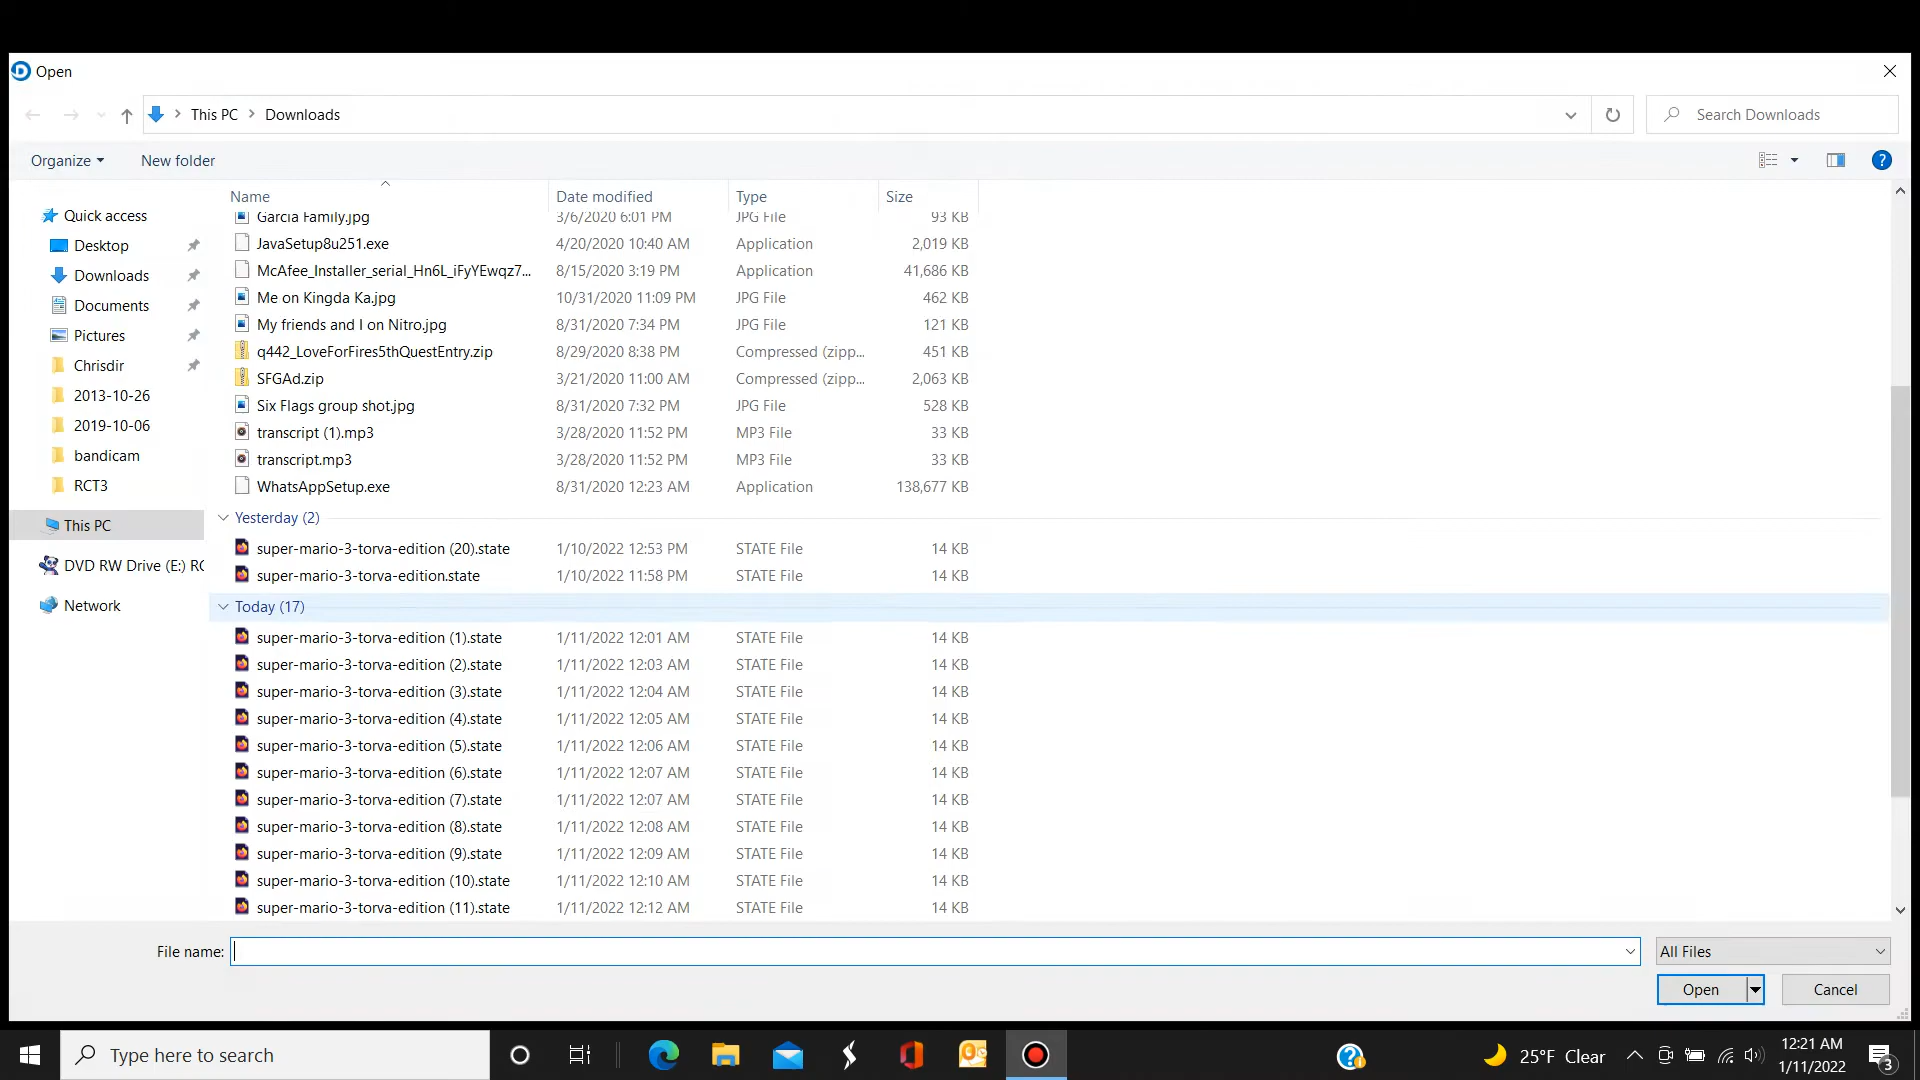 Open
This PC > Downloads
Search Downloads
Organize
New folder
Name Date modified Type Size
Quick access
Desktop
Downloads
Documents
Pictures
Chrisdir
2013-10-26
2019-10-06
bandicam
RCT3
This PC
DVD RW Drive (E:) RC
Network
Garcia Family.jpg 3/6/2020 6:01 PM JPG File 93 KB
JavaSetup8u251.exe 4/20/2020 10:40 AM Application 2,019 KB
McAfee_Installer_serial_Hn6L_iFyYEwqz7... 8/15/2020 3:19 PM Application 41,686 KB
Me on Kingda Ka.jpg 10/31/2020 11:09 PM JPG File 462 KB
My friends and I on Nitro.jpg 8/31/2020 7:34 PM JPG File 121 KB
q442_LoveForFires5thQuestEntry.zip 8/29/2020 8:38 PM Compressed (zipp... 451 KB
SFGAd.zip 3/21/2020 11:00 AM Compressed (zipp... 2,063 KB
Six Flags group shot.jpg 8/31/2020 7:32 PM JPG File 528 KB
transcript (1).mp3 3/28/2020 11:52 PM MP3 File 33 KB
transcript.mp3 3/28/2020 11:52 PM MP3 File 33 KB
WhatsAppSetup.exe 8/31/2020 12:23 AM Application 138,677 KB
Yesterday (2)
super-mario-3-torva-edition (20).state 1/10/2022 12:53 PM STATE File 14 KB
super-mario-3-torva-edition.state 1/10/2022 11:58 PM STATE File 14 KB
Today (17)
super-mario-3-torva-edition (1).state 1/11/2022 12:01 AM STATE File 14 KB
super-mario-3-torva-edition (2).state 1/11/2022 12:03 AM STATE File 14 KB
super-mario-3-torva-edition (3).state 1/11/2022 12:04 AM STATE File 14 KB
super-mario-3-torva-edition (4).state 1/11/2022 12:05 AM STATE File 14 KB
super-mario-3-torva-edition (5).state 1/11/2022 12:06 AM STATE File 14 KB
super-mario-3-torva-edition (6).state 1/11/2022 12:07 AM STATE File 14 KB
super-mario-3-torva-edition (7).state 1/11/2022 12:07 AM STATE File 14 KB
super-mario-3-torva-edition (8).state 1/11/2022 12:08 AM STATE File 14 KB
super-mario-3-torva-edition (9).state 1/11/2022 12:09 AM STATE File 14 KB
super-mario-3-torva-edition (10).state 1/11/2022 12:10 AM STATE File 14 KB
super-mario-3-torva-edition (11).state 1/11/2022 12:12 AM STATE File 14 KB
File name:
All Files
Open
Cancel
Type here to search
25°F Clear
12:21 AM
1/11/2022
3